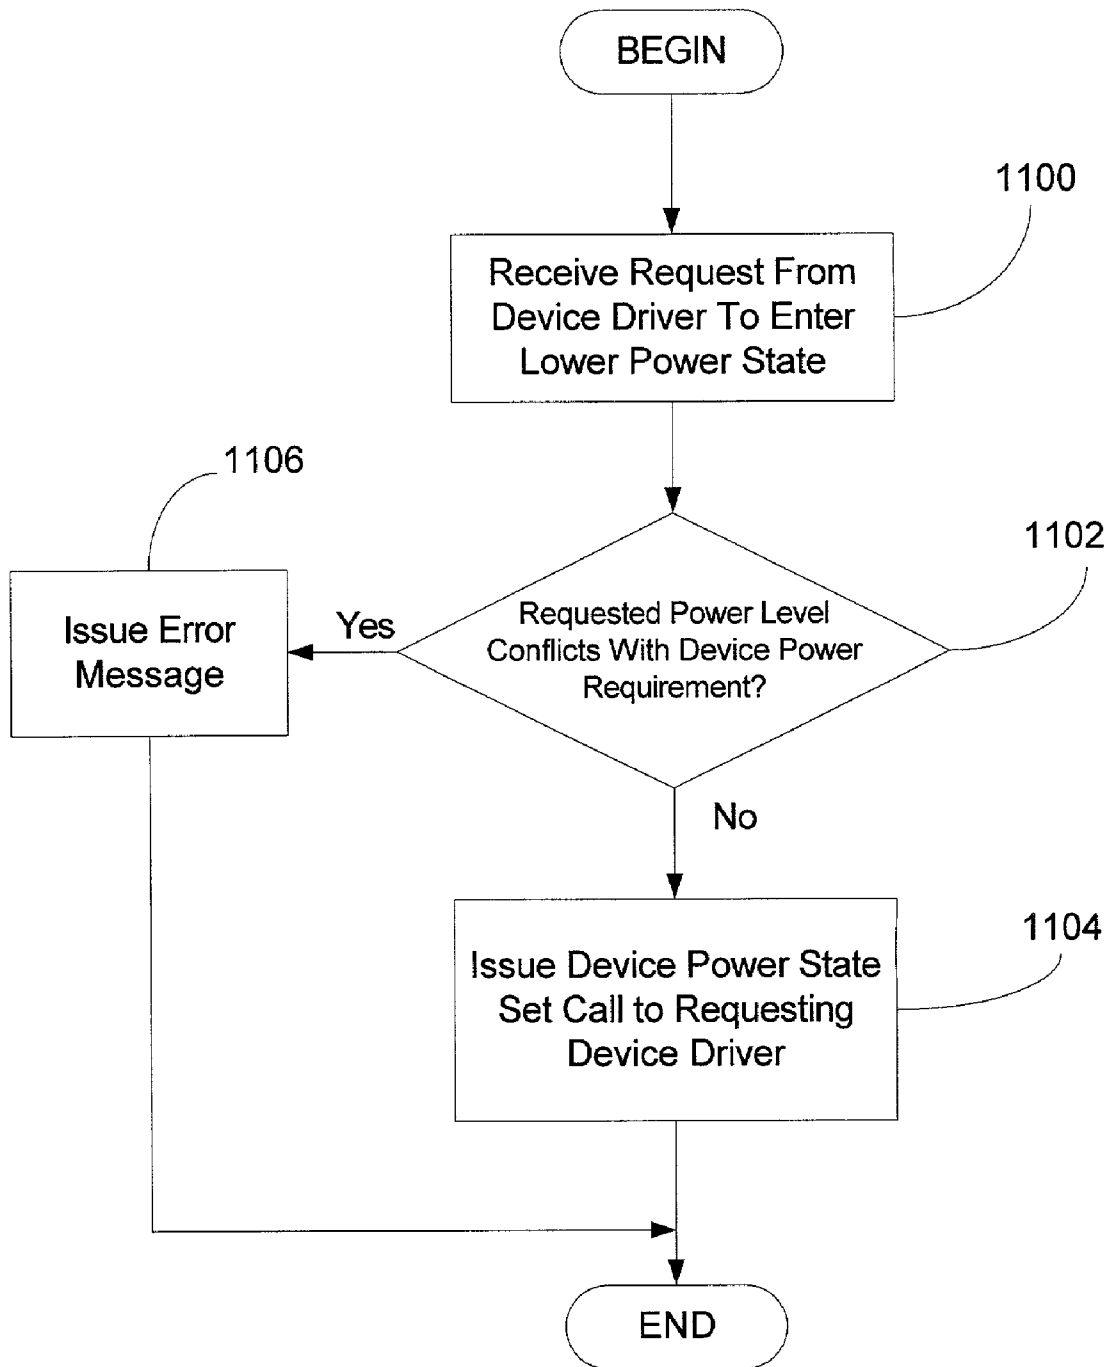 BEGIN
1100
Receive Request From
Device Driver To Enter
Lower Power State
1106
1102
Issue Error
Message
Yes
Requested Power Level
Conflicts With Device Power
Requirement?
No
1104
Issue Device Power State
Set Call to Requesting
Device Driver
END